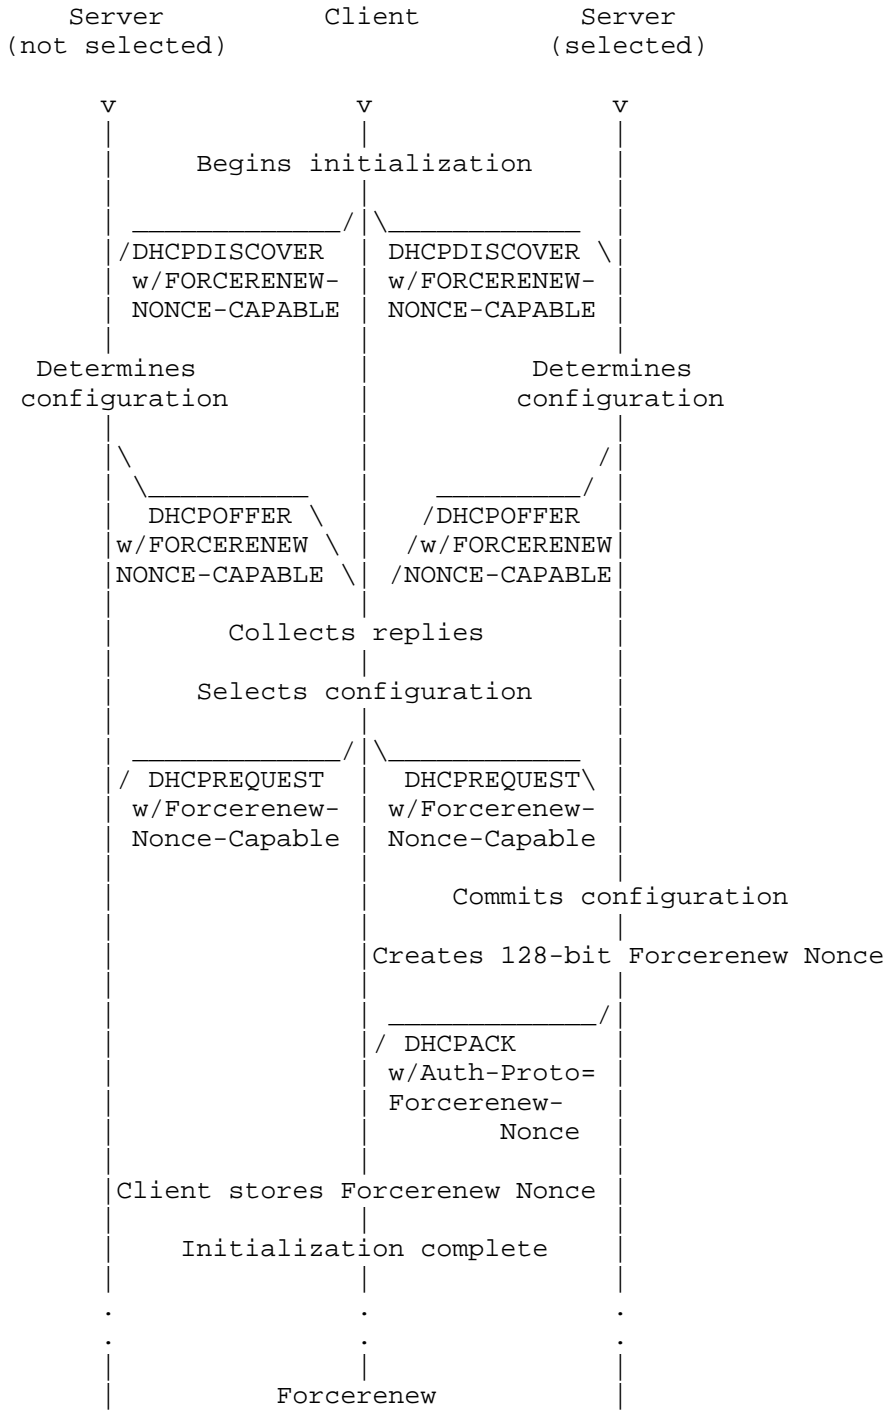 Server Client Server
(not selected) (selected)
v v v
Begins initialization
/DHCPDISCOVER DHCPDISCOVER \
w/FORCERENEW- w/FORCERENEW-
NONCE-CAPABLE NONCE-CAPABLE
Determines Determines
configuration configuration
DHCPOFFER \ /DHCPOFFER
w/FORCERENEW \ /w/FORCERENEW
NONCE-CAPABLE \ /NONCE-CAPABLE
Collects replies
Selects configuration
/ DHCPREQUEST DHCPREQUEST\
w/Forcerenew- w/Forcerenew-
Nonce-Capable Nonce-Capable
Commits configuration
Creates 128-bit Forcerenew Nonce
/ DHCPACK
w/Auth-Proto=
Forcerenew-
Nonce
Client stores Forcerenew Nonce
Initialization complete
. . .
. . .
Forcerenew